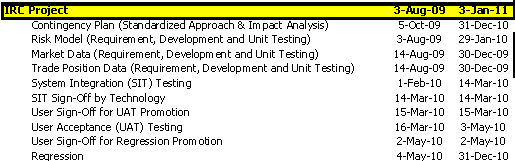 IRC Project 3-Aug-09 3-Jan-11
Contingency Plan (Standardized Approach & Impact Analysis) 5-Oct-09 31-Dec-10
Risk Model (Requirement, Development and Unit Testing) 3-Aug-09 29-Jan-10
Market Data (Requirement, Development and Unit Testing) 14-Aug-09 30-Dec-09
Trade Position Data (Requirement, Development and Unit Testing) 14-Aug-09 30-Dec-09
System Integration (SIT) Testing 1-Feb-10 14-Mar-10
SIT Sign-Off by Technology 14-Mar-10 14-Mar-10
User Sign-Off for UAT Promotion 15-Mar-10 15-Mar-10
User Acceptance (UAT) Testing 16-Mar-10 3-May-10
User Sign-Off for Regression Promotion 2-May-10 2-May-10
Regression 4-May-10 31-Dec-10